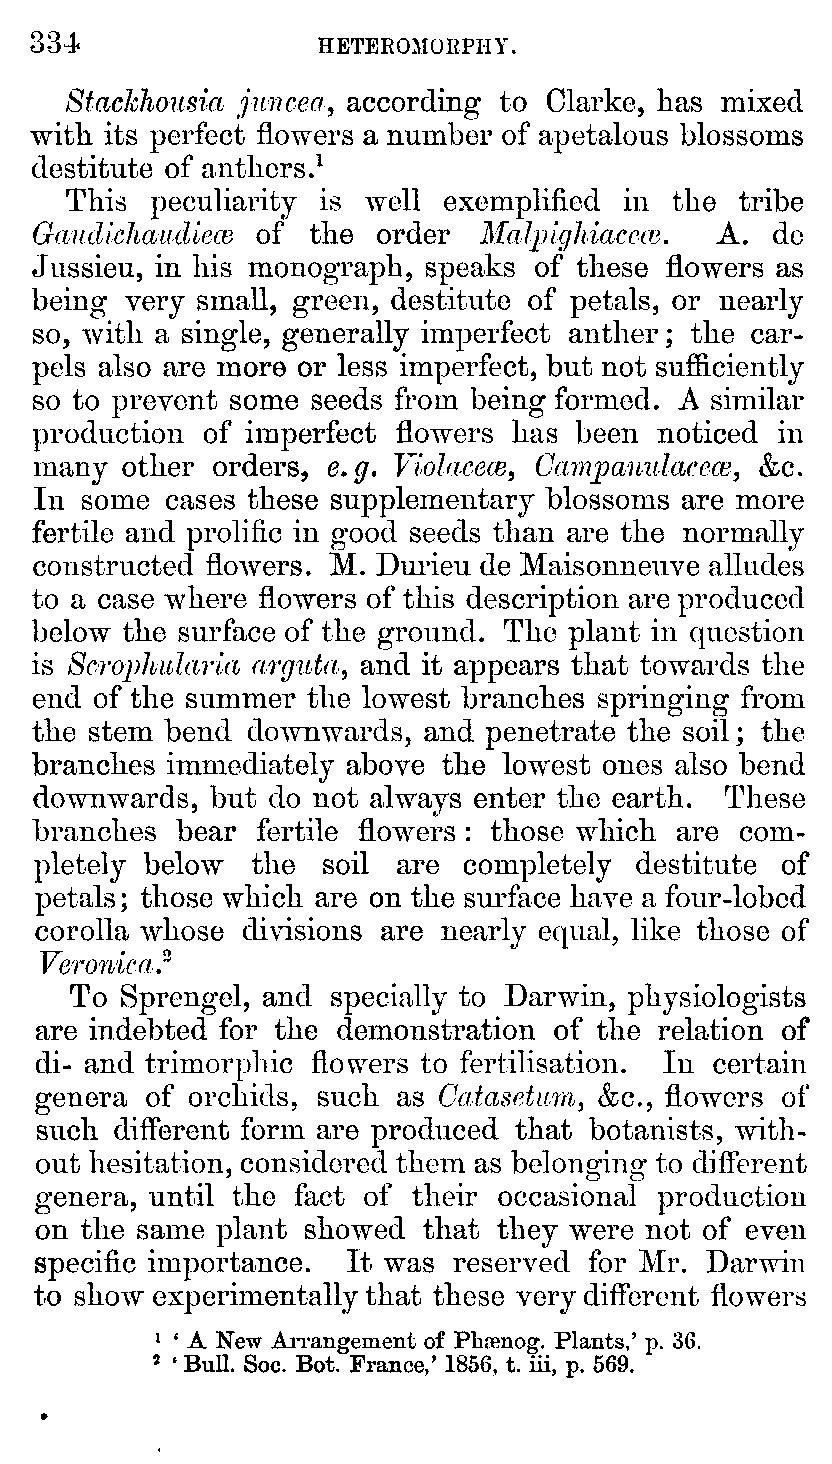 334 HETEROMORPHY.
Stackhousia juncea, according to Clarke, has mixed
with its perfect flowers a number of apetalous blossoms
destitute of anthers.¹
This peculiarity is well exemplified in the tribe
Gaudichaudieæ of the order Malpighiaceæ. A. de
Jussieu, in his monograph, speaks of these flowers as
being very small, green, destitute of petals, or nearly
so, with a single, generally imperfect anther; the car-
pels also are more or less imperfect, but not sufficiently
so to prevent some seeds from being formed. A similar
production of imperfect flowers has been noticed in
many other orders, e.g. Violaceæ, Campanulaceæ, &c.
In some cases these supplementary blossoms are more
fertile and prolific in good seeds than are the normally
constructed flowers. M. Durieu de Maisonneuve alludes
to a case where flowers of this description are produced
below the surface of the ground. The plant in question
is Scrophularia arguta, and it appears that towards the
end of the summer the lowest branches springing from
the stem bend downwards, and penetrate the soil; the
branches immediately above the lowest ones also bend
downwards, but do not always enter the earth. These
branches bear fertile flowers: those which are com-
pletely below the soil are completely destitute of
petals; those which are on the surface have a four-lobed
corolla whose divisions are nearly equal, like those of
Veronica.²
To Sprengel, and specially to Darwin, physiologists
are indebted for the demonstration of the relation of
di- and trimorphic flowers to fertilisation. In certain
genera of orchids, such as Catasetum, &c., flowers of
such different form are produced that botanists, with-
out hesitation, considered them as belonging to different
genera, until the fact of their occasional production
on the same plant showed that they were not of even
specific importance. It was reserved for Mr. Darwin
to show experimentally that these very different flowers
¹ ‘A New Arrangement of Phænog. Plants,’ p. 36.
² ‘Bull. Soc. Bot. France,’ 1856, t. iii, p. 569.